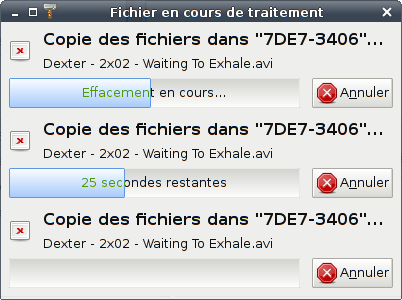 Fichier en cours de traitement
Copie des fichiers dans "7DE7-3406"...
Dexter - 2x02 - Waiting To Exhale.avi
Effacement en cours...
Annuler
Copie des fichiers dans "7DE7-3406"...
Dexter - 2x02 - Waiting To Exhale.avi
25 secondes restantes
Annuler
Copie des fichiers dans "7DE7-3406"...
Dexter - 2x02 - Waiting To Exhale.avi
Annuler